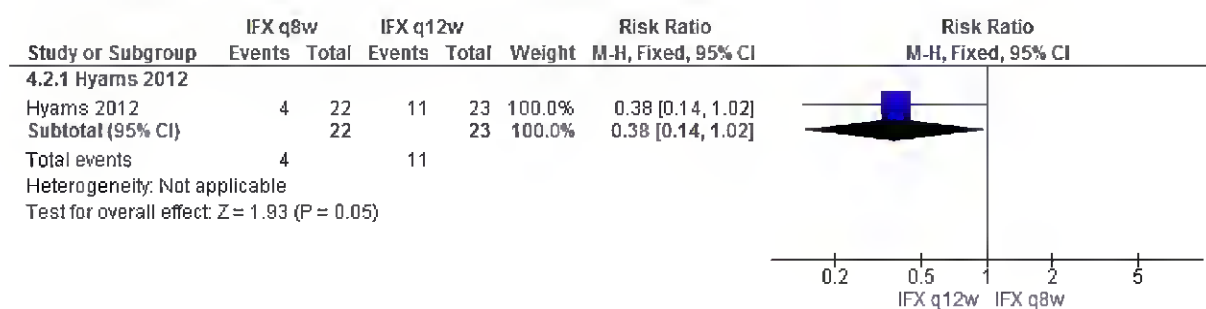 IFX q8w IFX q12w Risk Ratio Risk Ratio
Study or Subgroup Events Total Events Total Weight M-H, Fixed, 95% CI M-H, Fixed, 95% CI
4.2.1 Hyams 2012
Hyams 2012 4 22 11 23 100.0% 0.38 [0.14, 1.02]
Subtotal (95% CI) 22 23 100.0% 0.38 [0.14, 1.02]
Total events 4 11
Heterogeneity: Not applicable
Test for overall effect: Z = 1.93 (P = 0.05)
0.2 0.5 1 2 5
IFX q12w IFX q8w